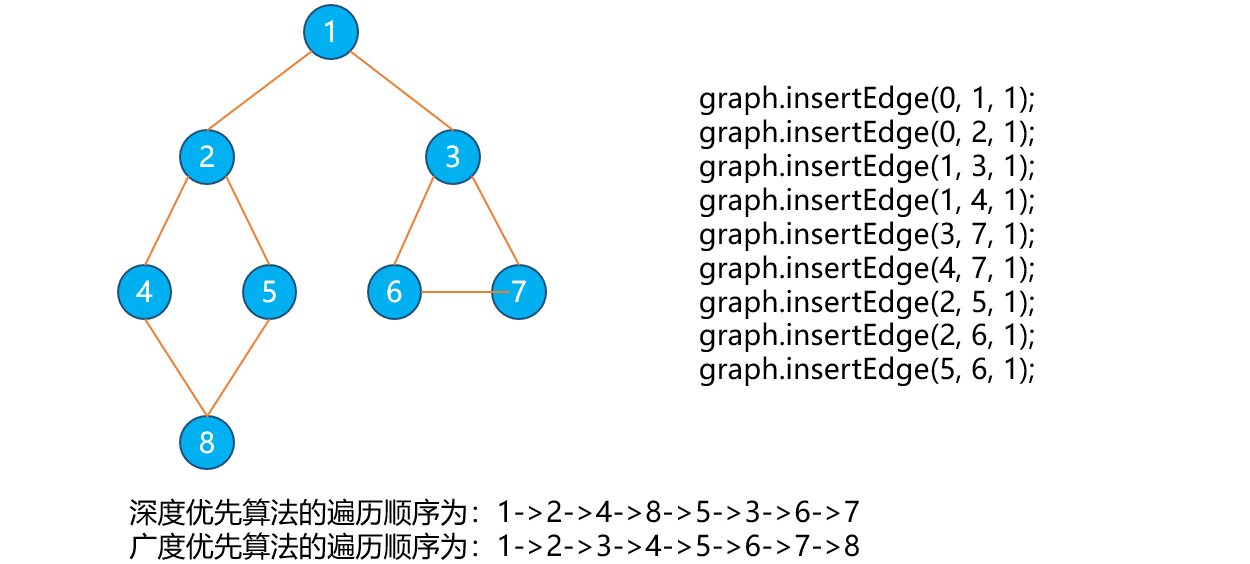 1
2
3
4
5
6
7
8
graph.insertEdge(0, 1, 1);
graph.insertEdge(0, 2, 1);
graph.insertEdge(1, 3, 1);
graph.insertEdge(1, 4, 1);
graph.insertEdge(3, 7, 1);
graph.insertEdge(4, 7, 1);
graph.insertEdge(2, 5, 1);
graph.insertEdge(2, 6, 1);
graph.insertEdge(5, 6, 1);
深度优先算法的遍历顺序为：1->2->4->8->5->3->6->7
广度优先算法的遍历顺序为：1->2->3->4->5->6->7->8